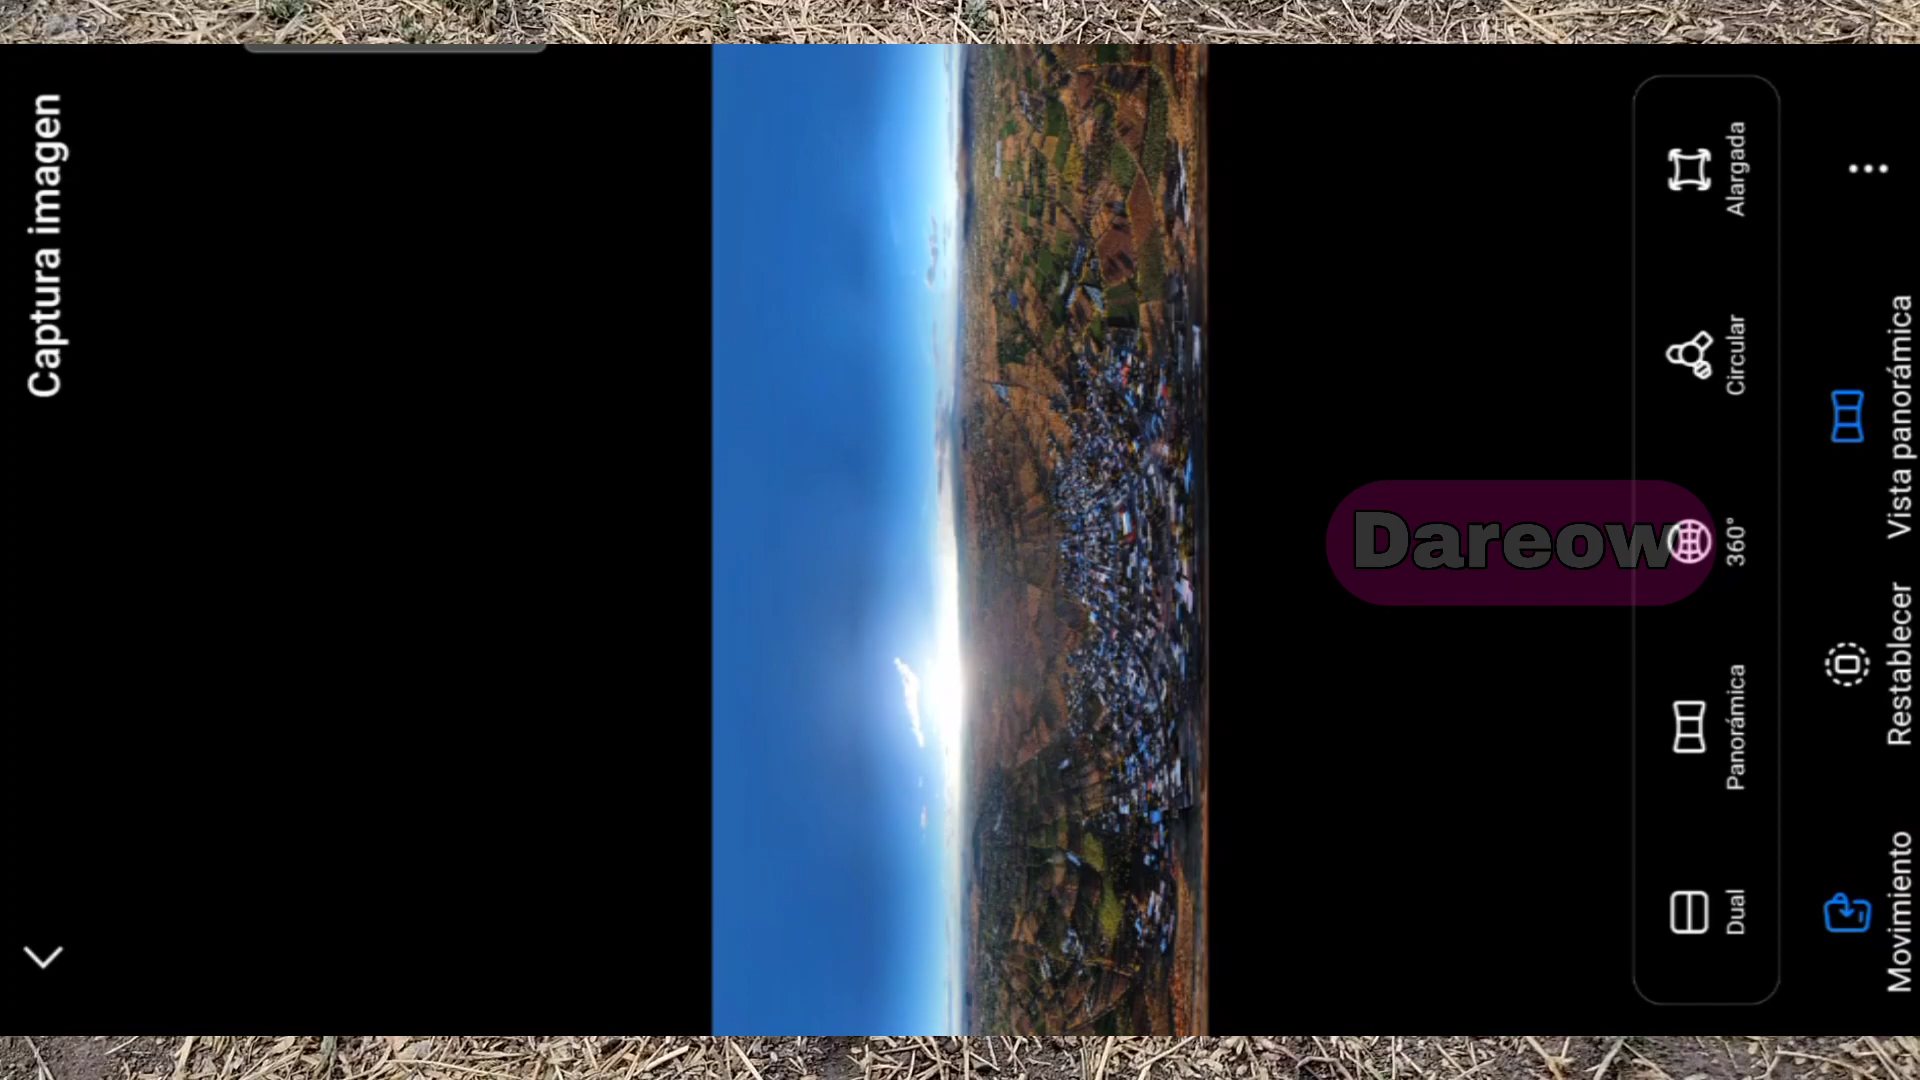 Captura imagen
Dual
Panorámica
360°
Circular
Alargada
Movimiento
Restablecer
Vista panorámica
Dareow